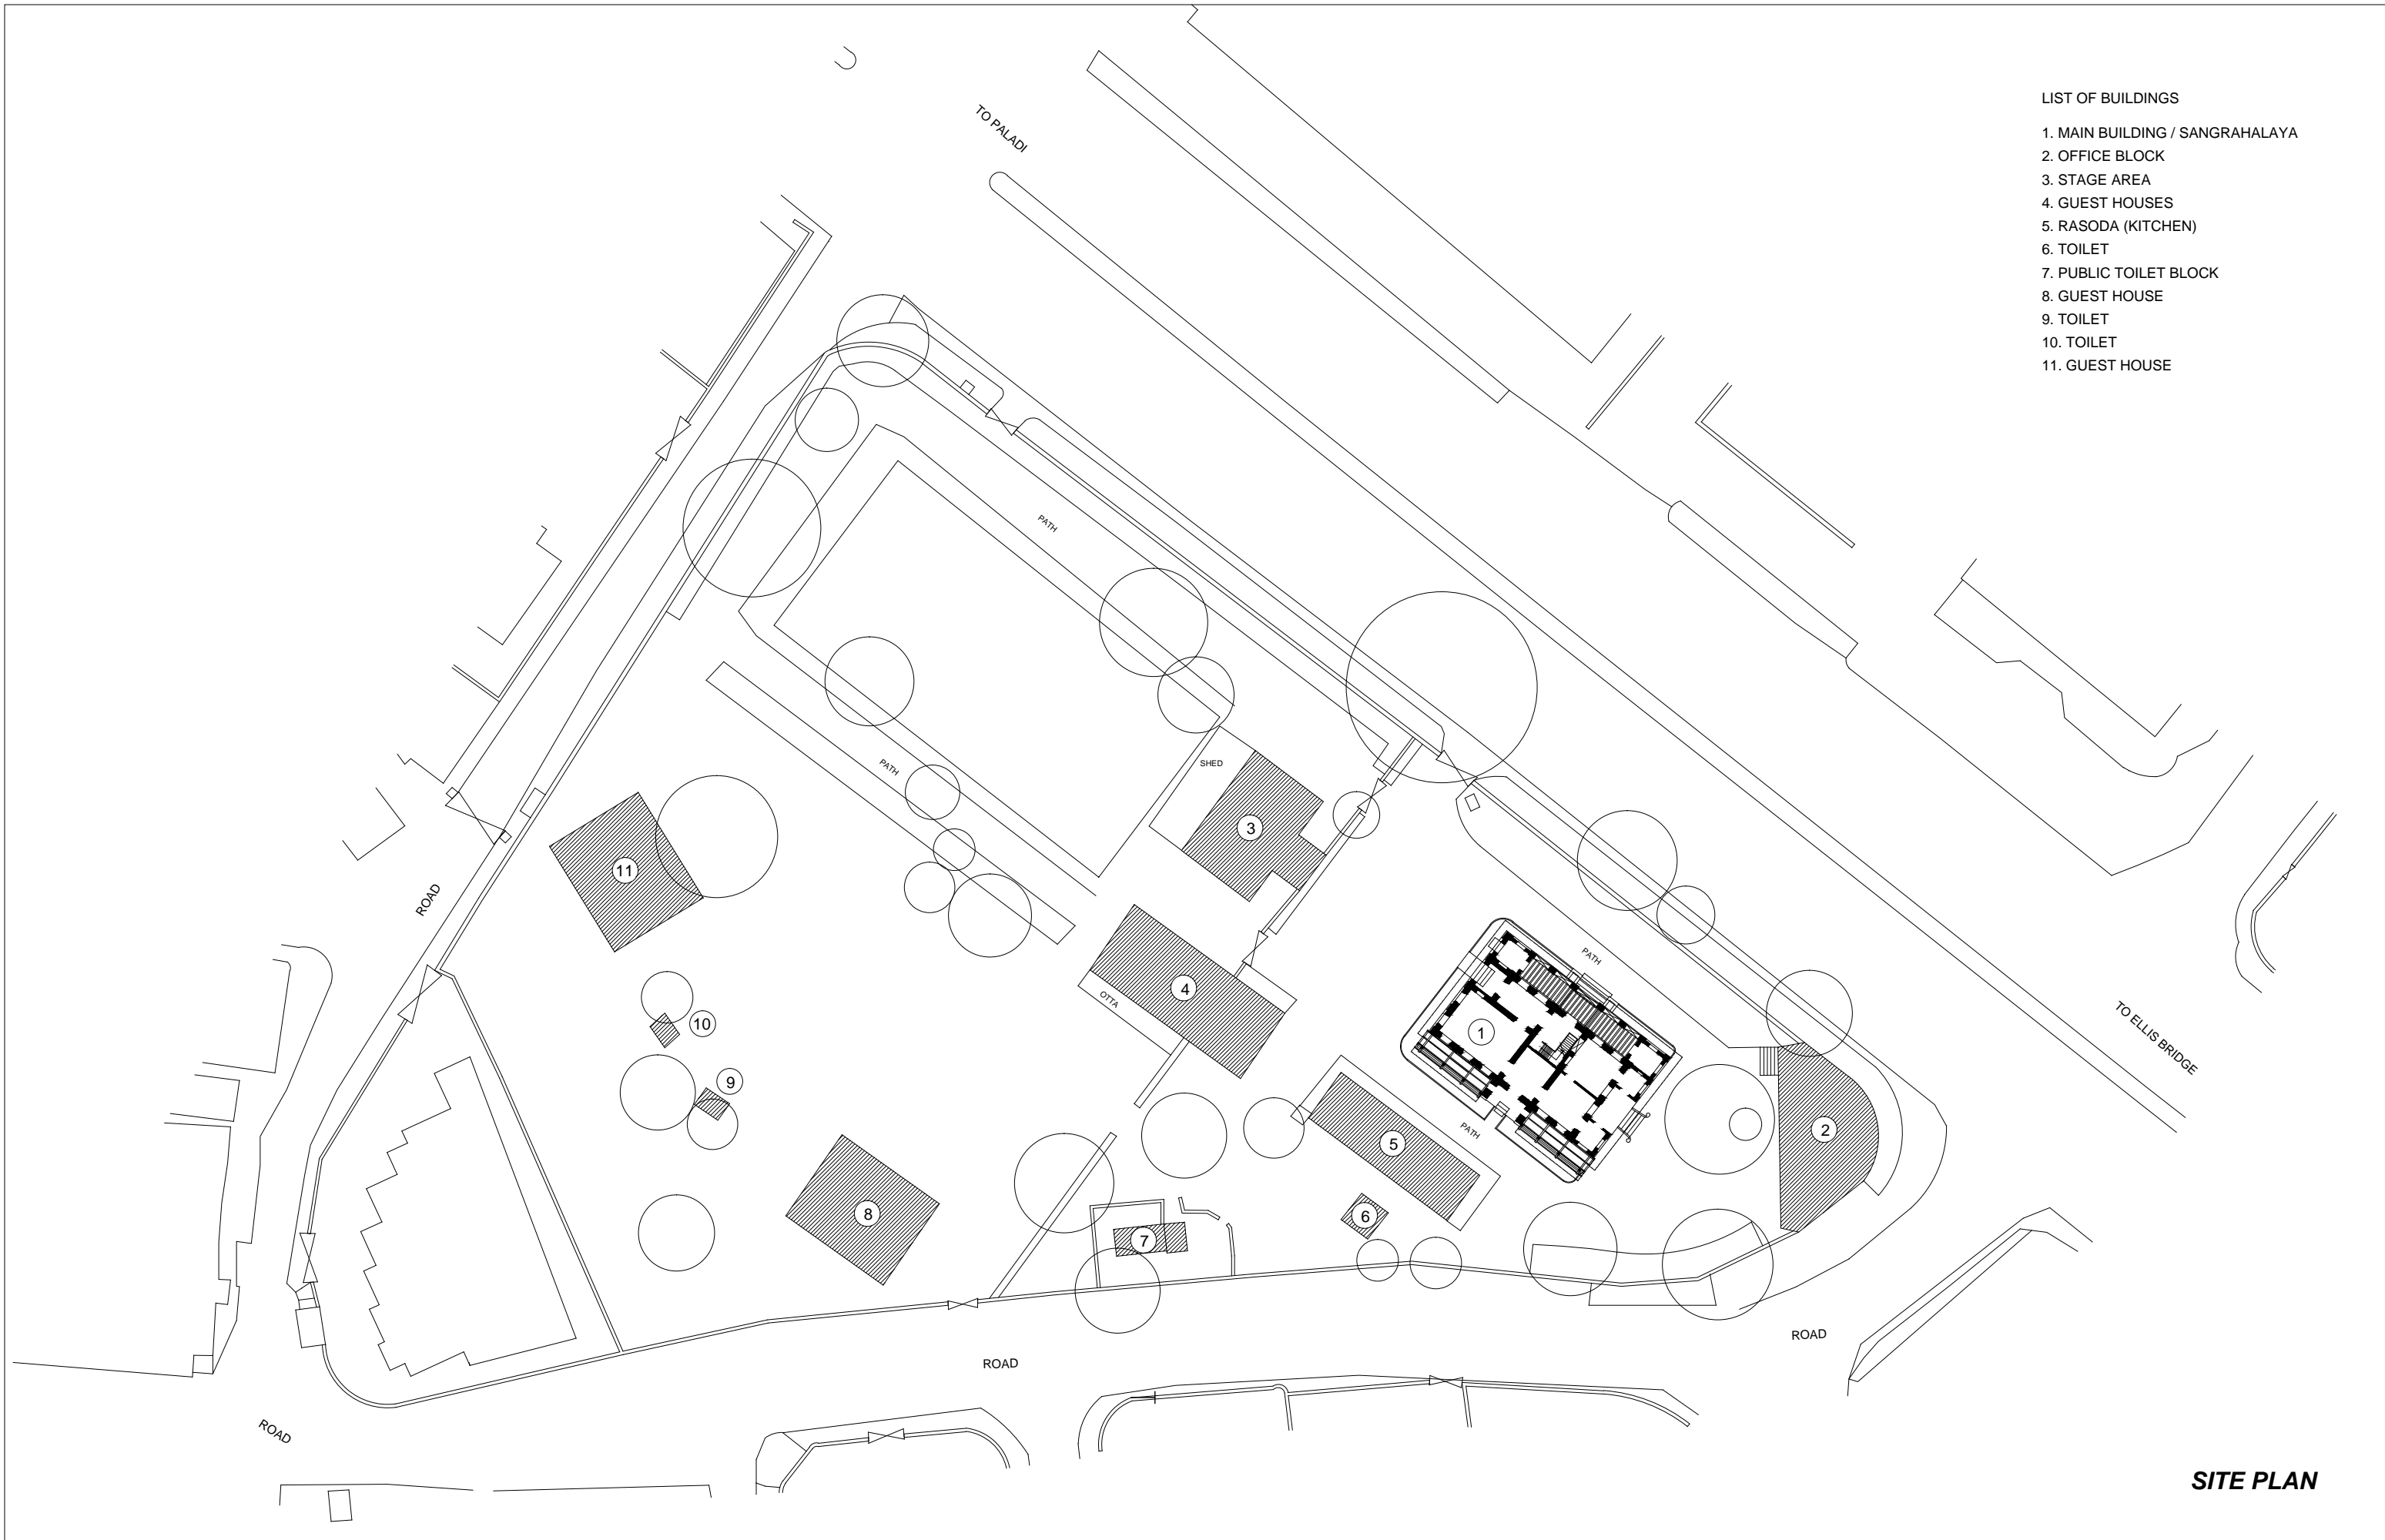 TO PALADI
LIST OF BUILDINGS
1. MAIN BUILDING / SANGRAHALAYA
2. OFFICE BLOCK
3. STAGE AREA
4. GUEST HOUSES
5. RASODA (KITCHEN)
6. TOILET
7. PUBLIC TOILET BLOCK
8. GUEST HOUSE
9. TOILET
10. TOILET
11. GUEST HOUSE
PATH
PATH
SHED
3
11
ROAD
PATH
4
OTTA
1
10
TO ELLIS BRIDGE
9
2
PATH
5
8
6
7
ROAD
ROAD
ROAD
SITE PLAN